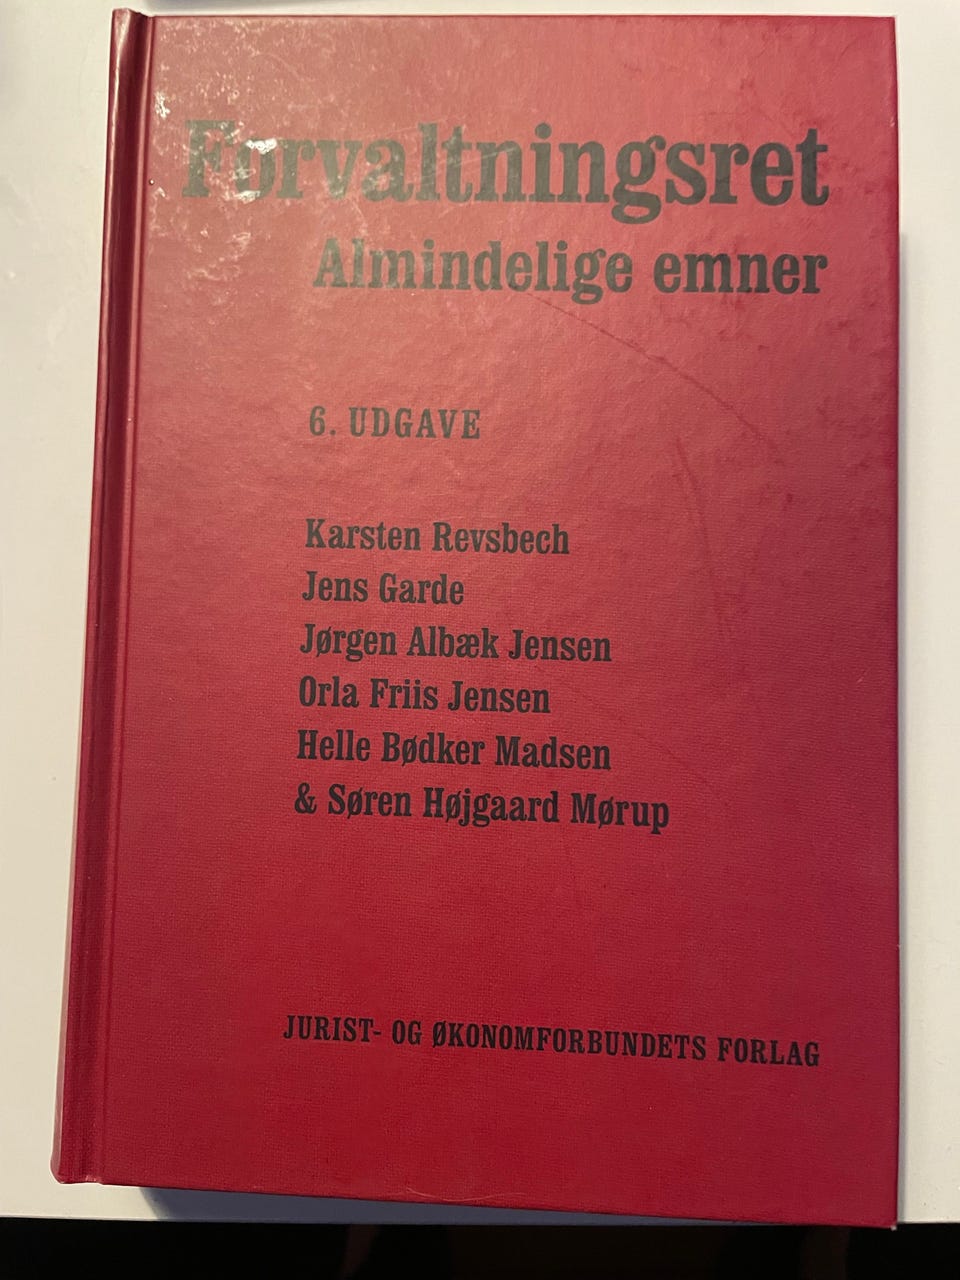 Forvaltningsret
Almindelige emner
6. UDGAVE
Karsten Revsbech
Jens Garde
Jørgen Albæk Jensen
Orla Friis Jensen
Helle Bødker Madsen
& Søren Højgaard Mørup
JURIST- OG ØKONOMFORBUNDETS FORLAG